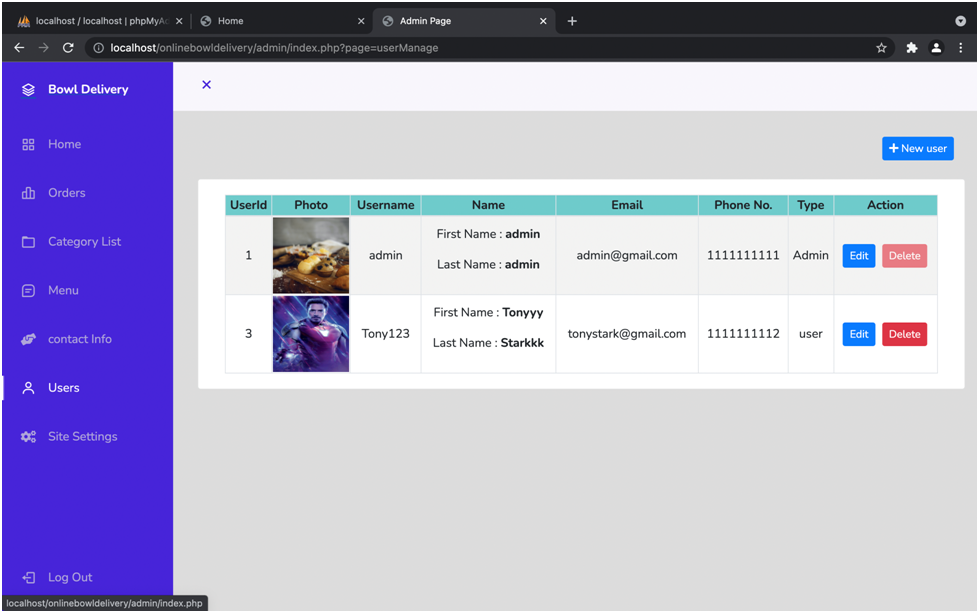 localhost / localhost | phpMyAd
Home
Admin Page
localhost/onlinebowldelivery/admin/index.php?page=userManage
Bowl Delivery
Home
Orders
Category List
Menu
contact Info
Users
Site Settings
Log Out
New user
UserId Photo Username Name Email Phone No. Type Action
1 admin First Name : admin
Last Name : admin
admin@gmail.com 1111111111 Admin Edit Delete
3 Tony123 First Name : Tonyyy
Last Name : Starkkk
tonystark@gmail.com 1111111112 user Edit Delete
localhost/onlinebowldelivery/admin/index.php